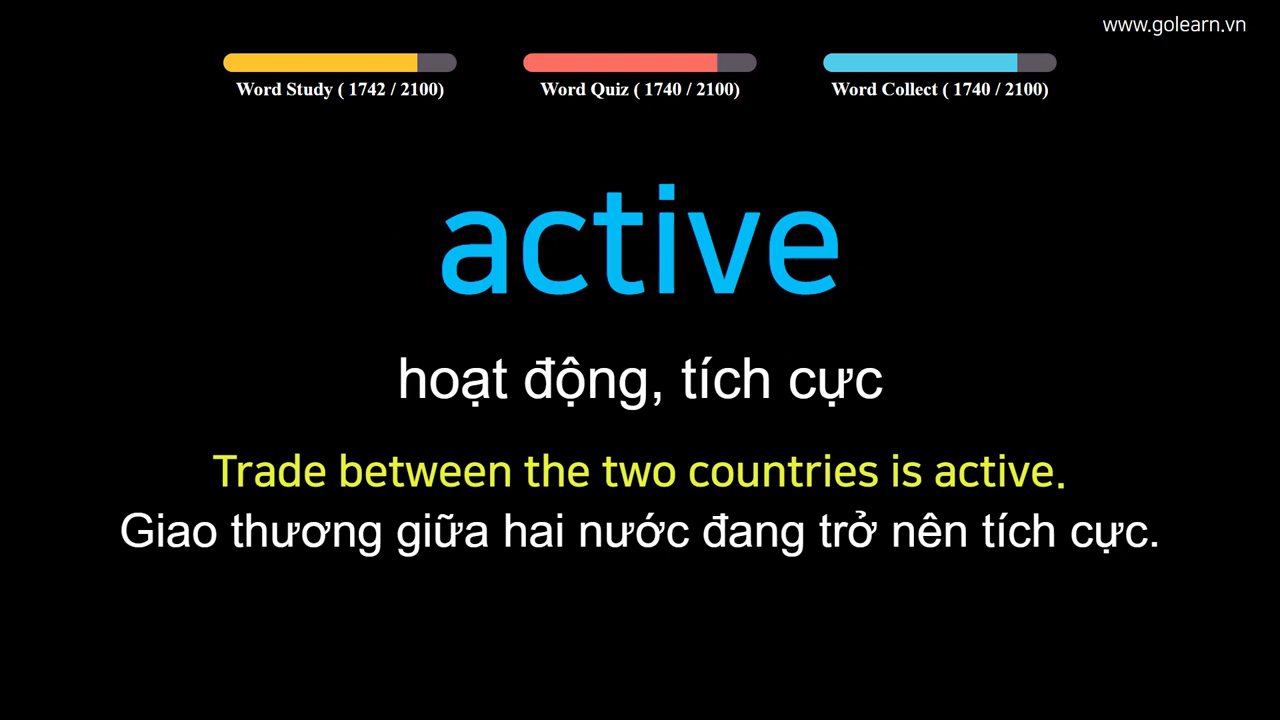 www.golearn.vn
Word Study ( 1742 / 2100)
Word Quiz ( 1740 / 2100)
Word Collect ( 1740 / 2100)
active
hoạt động, tích cực
Trade between the two countries is active.
Giao thương giữa hai nước đang trở nên tích cực.